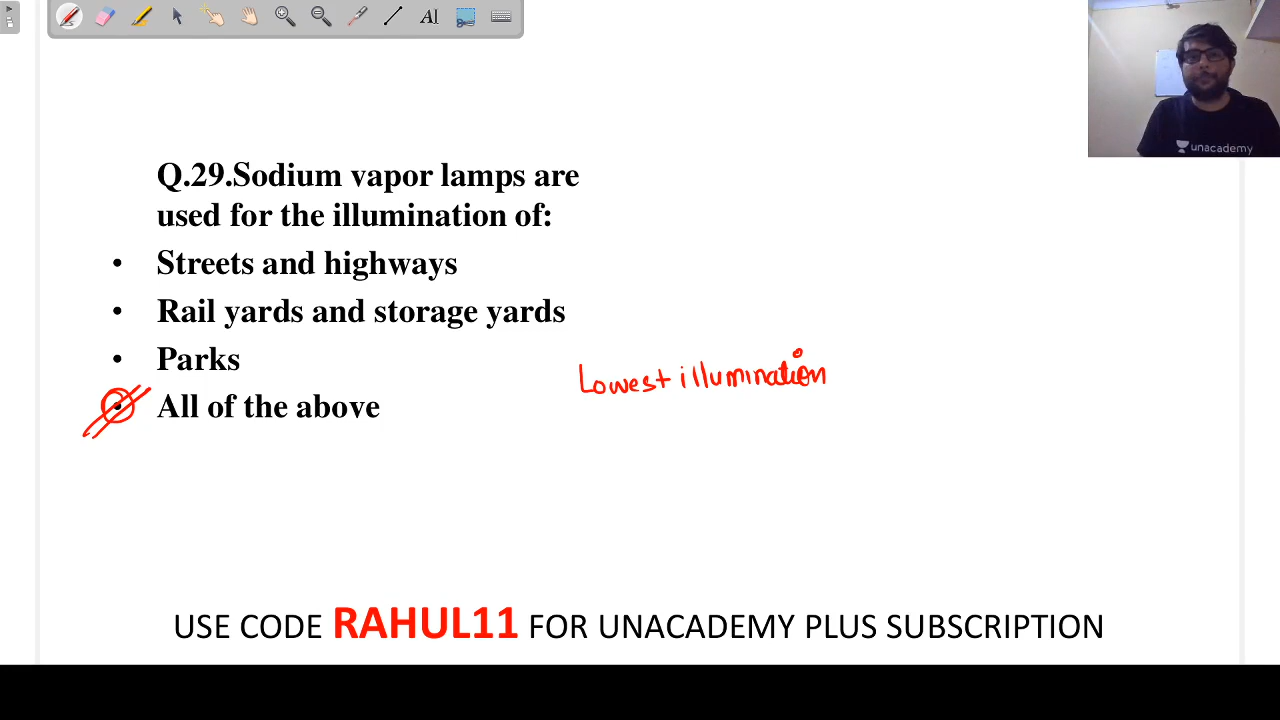 unacademy
Q.29.Sodium vapor lamps are
used for the illumination of:
• Streets and highways
• Rail yards and storage yards
• Parks
Lowest illumination
• All of the above
USE CODE RAHUL11 FOR UNACADEMY PLUS SUBSCRIPTION